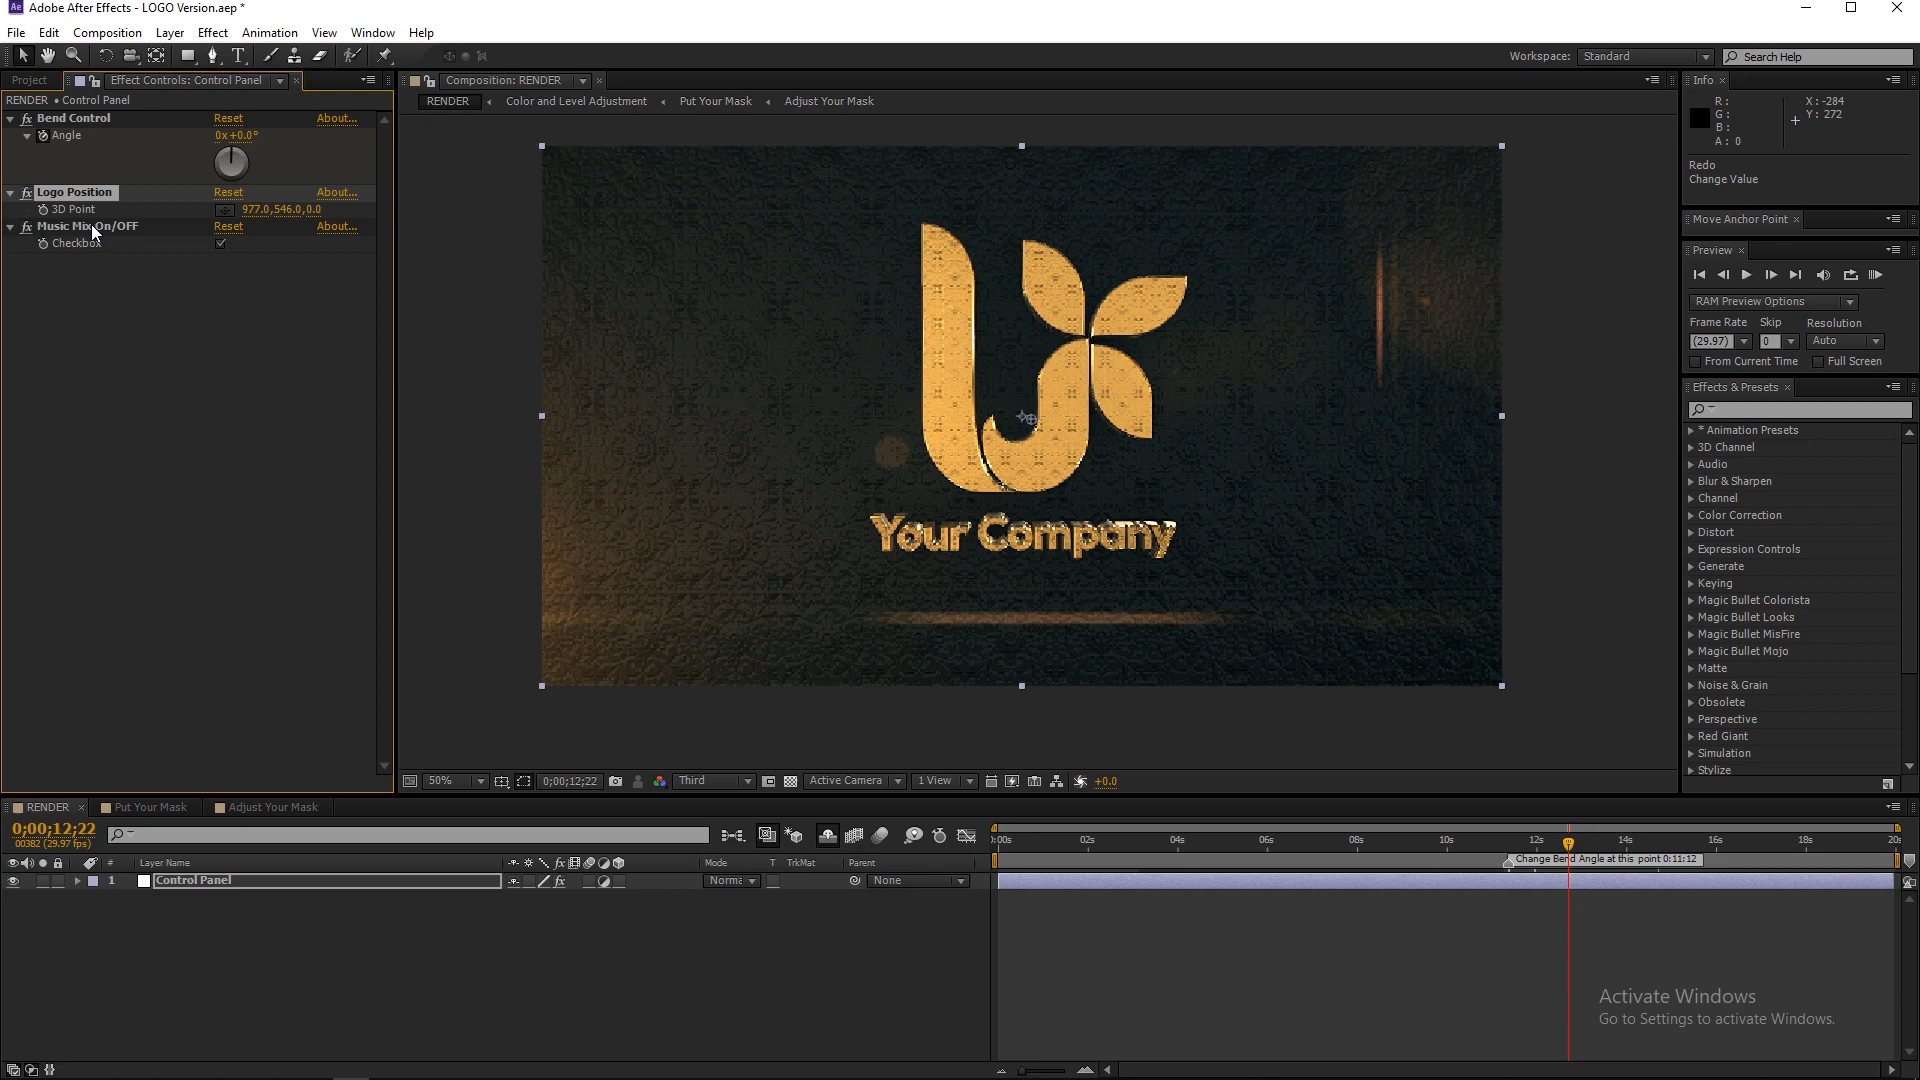 Ae Adobe After Effects - LOGO Version.aep *
File Edit Composition Layer Effect Animation View Window Help
Workspace: Standard Search Help
Project Effect Controls: Control Panel
RENDER • Control Panel
fx Bend Control Reset About...
Angle 0x+0.0°
fx Logo Position Reset About...
3D Point 977.0,546.0,0.0
fx Music Mix On/OFF Reset About...
Checkbox
Composition: RENDER
RENDER Color and Level Adjustment Put Your Mask Adjust Your Mask
Your Company
50% 0;00;12;22 Third Active Camera 1 View +0.0
Info
R: X: -284
G: Y: 272
B:
A: 0
Redo
Change Value
Move Anchor Point
Preview
RAM Preview Options
Frame Rate Skip Resolution
(29.97) 0 Auto
From Current Time Full Screen
Effects & Presets
* Animation Presets
3D Channel
Audio
Blur & Sharpen
Channel
Color Correction
Distort
Expression Controls
Generate
Keying
Magic Bullet Colorista
Magic Bullet Looks
Magic Bullet MisFire
Magic Bullet Mojo
Matte
Noise & Grain
Obsolete
Perspective
Red Giant
Simulation
Stylize
RENDER Put Your Mask Adjust Your Mask
0;00;12;22
00382 (29.97 fps)
# Layer Name Mode T TrkMat Parent
1 Control Panel Norma None
):00s 02s 04s 06s 08s 10s 12s 14s 16s 18s 20s
Change Bend Angle at this point 0:11:12
Activate Windows
Go to Settings to activate Windows.